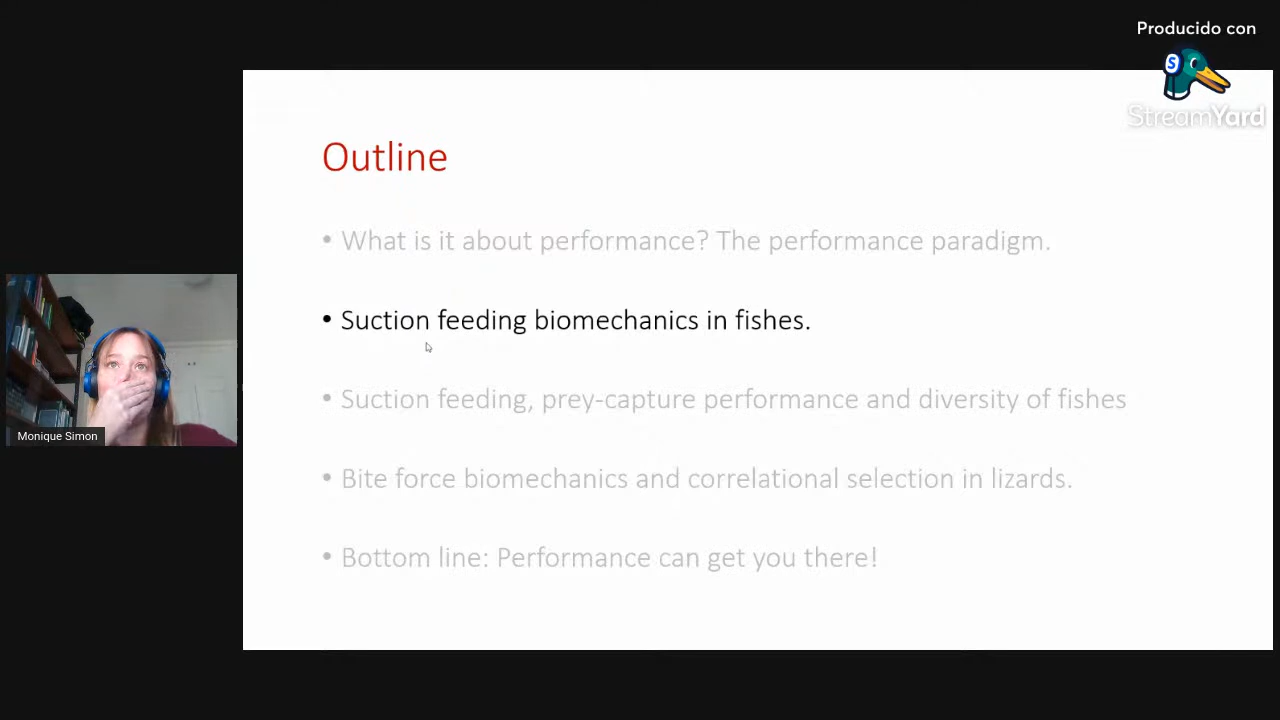 Producido con
S
StreamYard
Outline
• What is it about performance? The performance paradigm.
• Suction feeding biomechanics in fishes.
• Suction feeding, prey-capture performance and diversity of fishes
• Bite force biomechanics and correlational selection in lizards.
• Bottom line: Performance can get you there!
Monique Simon